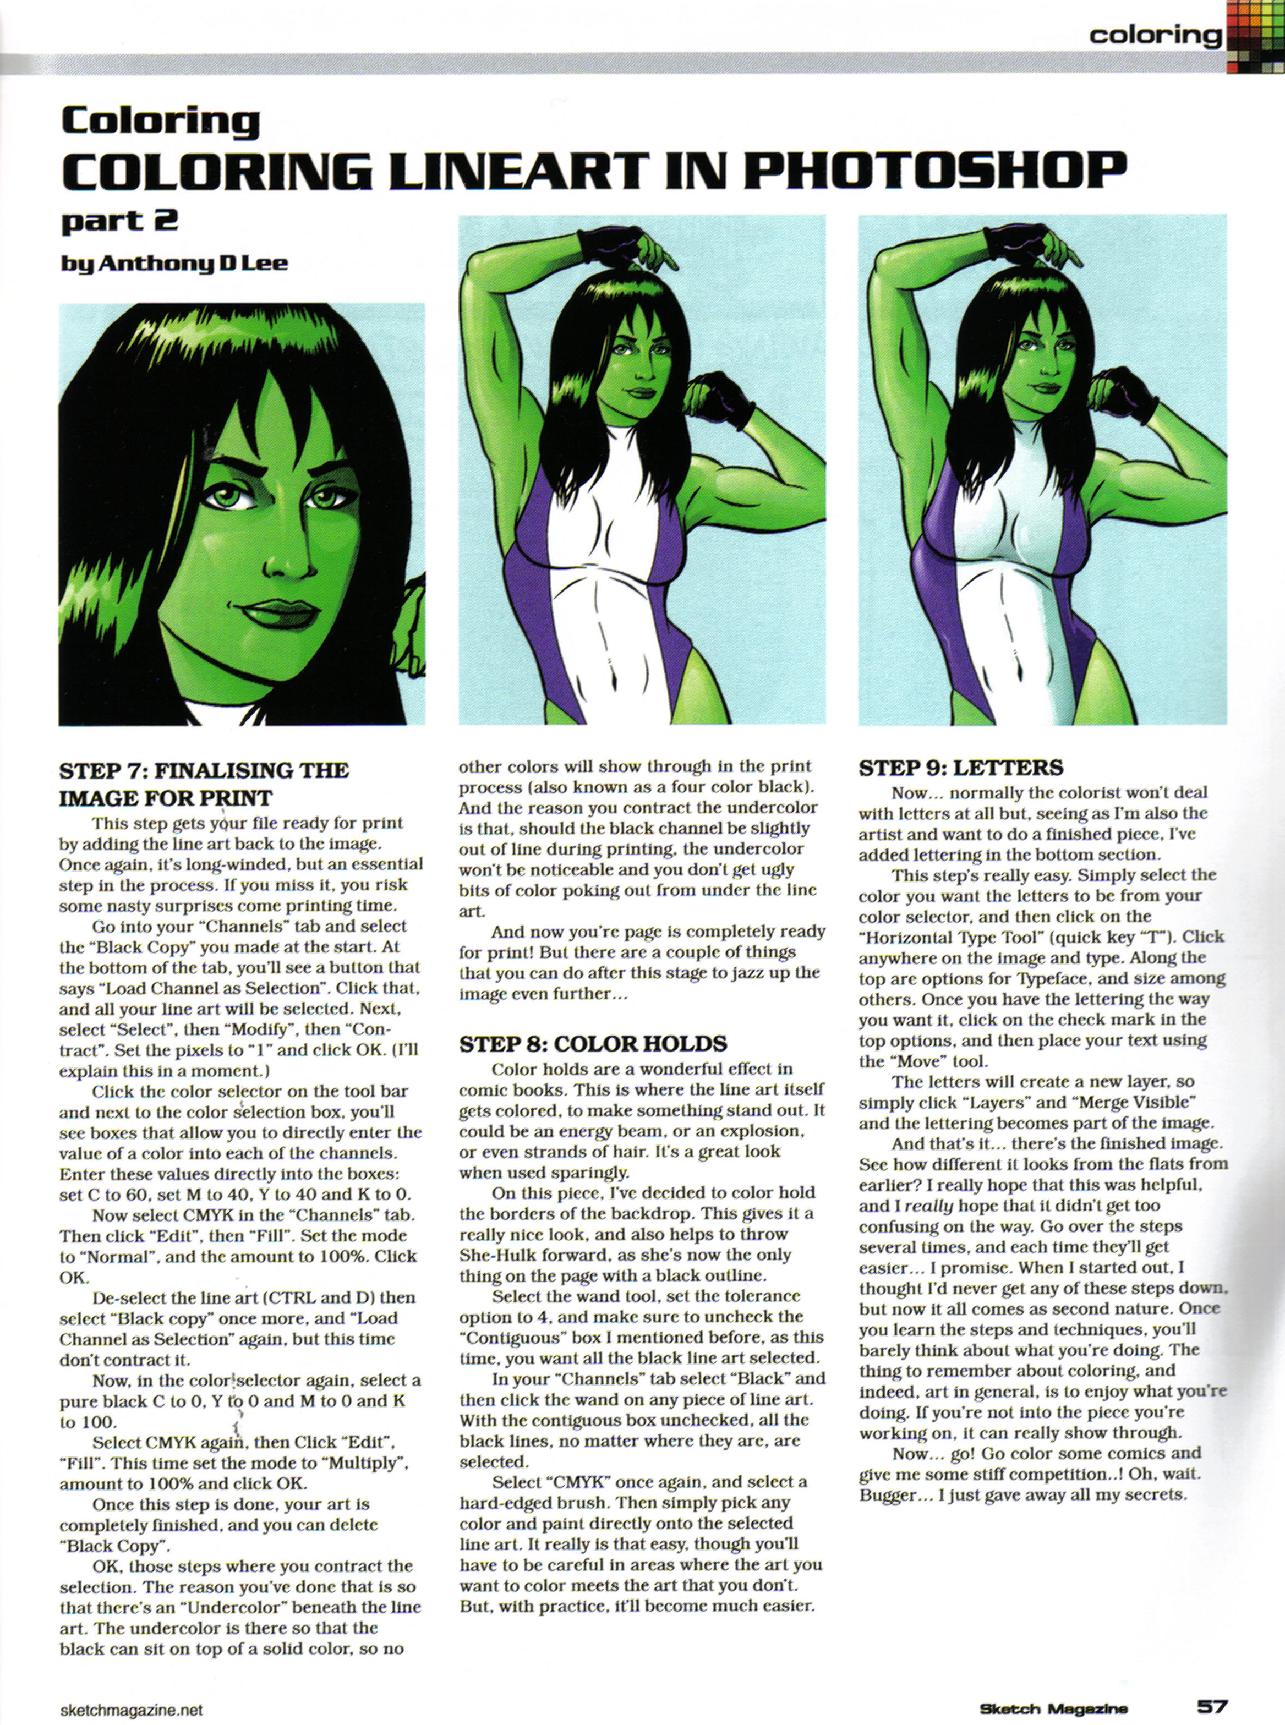 coloring
Coloring
COLORING LINEART IN PHOTOSHOP
part 2
by Anthony D Lee
STEP 7: FINALISING THE
IMAGE FOR PRINT
This step gets your file ready for print
by adding the line art back to the image.
Once again, it's long-winded, but an essential
step in the process. If you miss it, you risk
some nasty surprises come printing time.
Go into your "Channels" tab and select
the "Black Copy" you made at the start. At
the bottom of the tab, you'll see a button that
says "Load Channel as Selection". Click that,
and all your line art will be selected. Next,
select "Select", then "Modify", then "Con-
tract". Set the pixels to "1" and click OK. (I'll
explain this in a moment.)
Click the color selector on the tool bar
and next to the color selection box, you'll
see boxes that allow you to directly enter the
value of a color into each of the channels.
Enter these values directly into the boxes:
set C to 60, set M to 40, Y to 40 and K to 0.
Now select CMYK in the "Channels" tab.
Then click "Edit", then "Fill". Set the mode
to "Normal", and the amount to 100%. Click
OK.
De-select the line art (CTRL and D) then
select "Black copy" once more, and "Load
Channel as Selection" again, but this time
don't contract it.
Now, in the color selector again, select a
pure black C to 0, Y to 0 and M to 0 and K
to 100.
Select CMYK again, then Click "Edit",
"Fill". This time set the mode to "Multiply",
amount to 100% and click OK.
Once this step is done, your art is
completely finished, and you can delete
"Black Copy".
OK, those steps where you contract the
selection. The reason you've done that is so
that there's an "Undercolor" beneath the line
art. The undercolor is there so that the
black can sit on top of a solid color, so no
other colors will show through in the print
process (also known as a four color black).
And the reason you contract the undercolor
is that, should the black channel be slightly
out of line during printing, the undercolor
won't be noticeable and you don't get ugly
bits of color poking out from under the line
art.
And now you're page is completely ready
for print! But there are a couple of things
that you can do after this stage to jazz up the
image even further...
STEP 8: COLOR HOLDS
Color holds are a wonderful effect in
comic books. This is where the line art itself
gets colored, to make something stand out. It
could be an energy beam, or an explosion,
or even strands of hair. It's a great look
when used sparingly.
On this piece, I've decided to color hold
the borders of the backdrop. This gives it a
really nice look, and also helps to throw
She-Hulk forward, as she's now the only
thing on the page with a black outline.
Select the wand tool, set the tolerance
option to 4, and make sure to uncheck the
"Contiguous" box I mentioned before, as this
time, you want all the black line art selected.
In your "Channels" tab select "Black" and
then click the wand on any piece of line art.
With the contiguous box unchecked, all the
black lines, no matter where they are, are
selected.
Select "CMYK" once again, and select a
hard-edged brush. Then simply pick any
color and paint directly onto the selected
line art. It really is that easy, though you'll
have to be careful in areas where the art you
want to color meets the art that you don't.
But, with practice, it'll become much easier.
STEP 9: LETTERS
Now... normally the colorist won't deal
with letters at all but, seeing as I'm also the
artist and want to do a finished piece, I've
added lettering in the bottom section.
This step's really easy. Simply select the
color you want the letters to be from your
color selector, and then click on the
"Horizontal Type Tool" (quick key "T"). Click
anywhere on the image and type. Along the
top are options for Typeface, and size among
others. Once you have the lettering the way
you want it, click on the check mark in the
top options, and then place your text using
the "Move" tool.
The letters will create a new layer, so
simply click "Layers" and "Merge Visible"
and the lettering becomes part of the image.
And that's it... there's the finished image.
See how different it looks from the flats from
earlier? I really hope that this was helpful,
and I really hope that it didn't get too
confusing on the way. Go over the steps
several times, and each time they'll get
easier... I promise. When I started out, I
thought I'd never get any of these steps down,
but now it all comes as second nature. Once
you learn the steps and techniques, you'll
barely think about what you're doing. The
thing to remember about coloring, and
indeed, art in general, is to enjoy what you're
doing. If you're not into the piece you're
working on, it can really show through.
Now... go! Go color some comics and
give me some stiff competition..! Oh, wait.
Bugger... I just gave away all my secrets.
sketchmagazine.net
Sketch Magazine 57